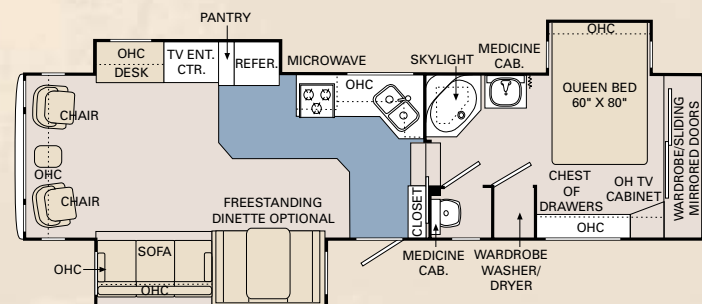 PANTRY
OHC
DESK
TV ENT.
CTR.
REFER.
MICROWAVE
OHC
SKYLIGHT
MEDICINE
CAB.
OHC
QUEEN BED
60" X 80"
WARDROBE/SLIDING
MIRRORED DOORS
CHAIR
OHC
CHAIR
FREESTANDING
DINETTE OPTIONAL
CLOSET
CHEST
OF
DRAWERS
OH TV
CABINET
OHC
SOFA
OHC
OHC
MEDICINE
CAB.
WARDROBE
WASHER/
DRYER